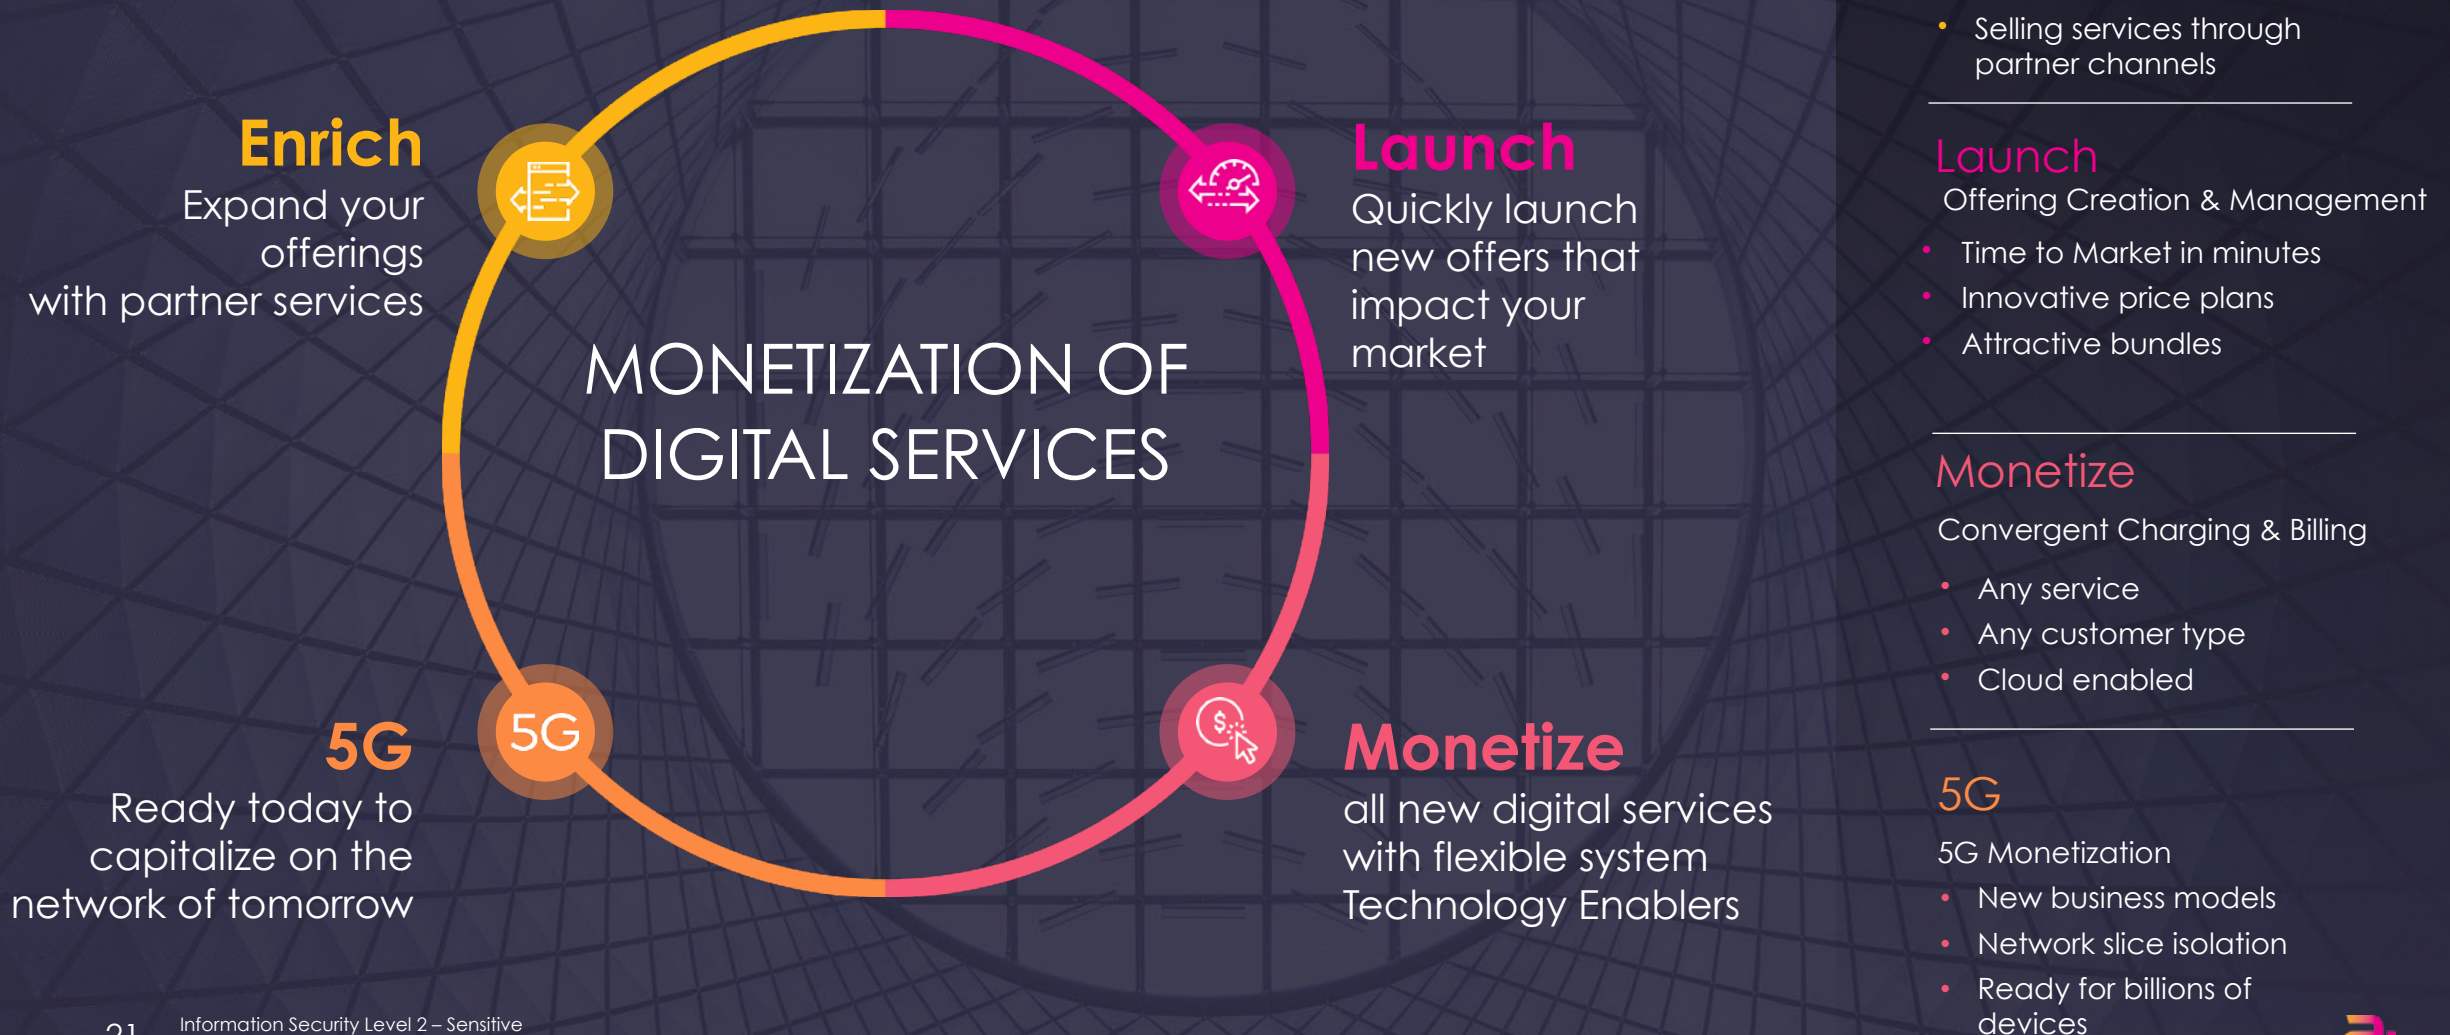 Enrich
Expand your
offerings
with partner services
Launch
Quickly launch
new offers that
impact your
market
MONETIZATION OF
DIGITAL SERVICES
5G
5G
Ready today to
capitalize on the
network of tomorrow
$
Monetize
all new digital services
with flexible system
Technology Enablers
• Selling services through
partner channels
Launch
Offering Creation & Management
• Time to Market in minutes
• Innovative price plans
• Attractive bundles
Monetize
Convergent Charging & Billing
• Any service
• Any customer type
• Cloud enabled
5G
5G Monetization
• New business models
• Network slice isolation
• Ready for billions of
devices
21 Information Security Level 2 – Sensitive